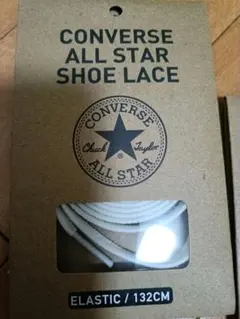 CONVERSE
ALL STAR
SHOE LACE
CONVERSE
Chuck Taylor
®
ALL STAR
ELASTIC / 132CM